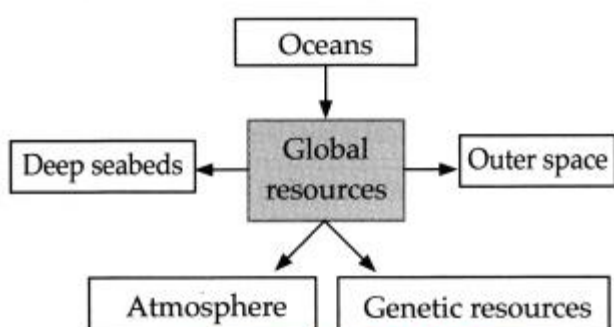 Oceans
Deep seabeds
Global
resources
Outer space
Atmosphere
Genetic resources